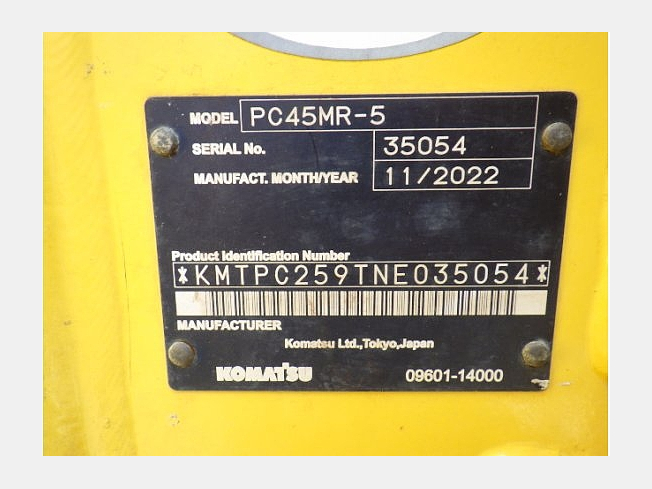 MODEL PC45MR-5
SERIAL No. 35054
MANUFACT. MONTH/YEAR 11/2022
Product Identification Number
*KMTPC259TNE035054*
MANUFACTURER
Komatsu Ltd.,Tokyo,Japan
KOMATSU 09601-14000